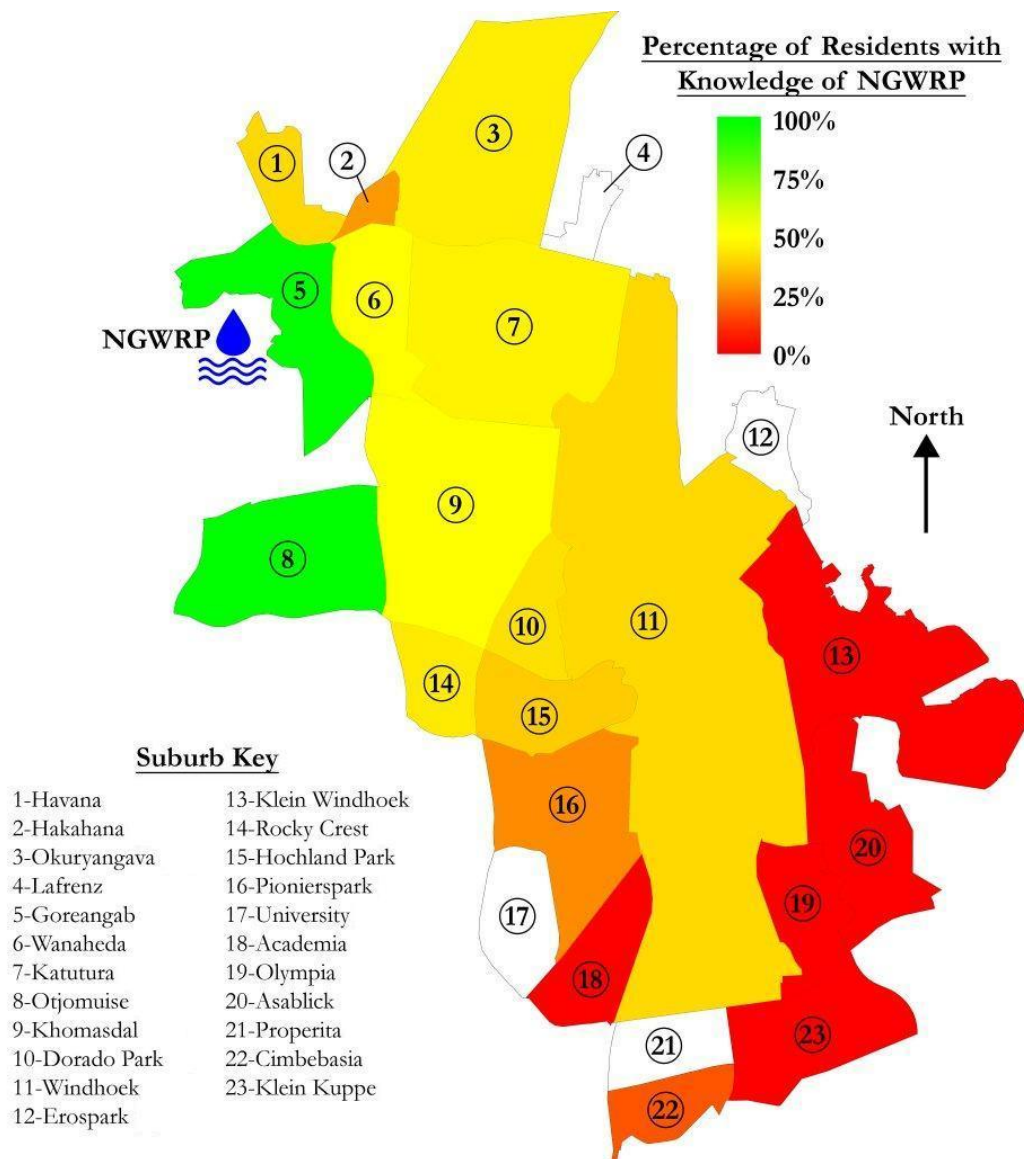 Percentage of Residents with
Knowledge of NGWRP
100%
75%
50%
25%
0%
1
2
3
4
5
6
7
NGWRP
North
12
9
8
10
11
13
14
15
16
20
17
19
18
21
23
22
Suburb Key
1-Havana
2-Hakahana
3-Okuryangava
4-Lafrenz
5-Goreangab
6-Wanaheda
7-Katutura
8-Otjomuise
9-Khomasdal
10-Dorado Park
11-Windhoek
12-Erospark
13-Klein Windhoek
14-Rocky Crest
15-Hochland Park
16-Pionierspark
17-University
18-Academia
19-Olympia
20-Asablick
21-Properita
22-Cimbebasia
23-Klein Kuppe